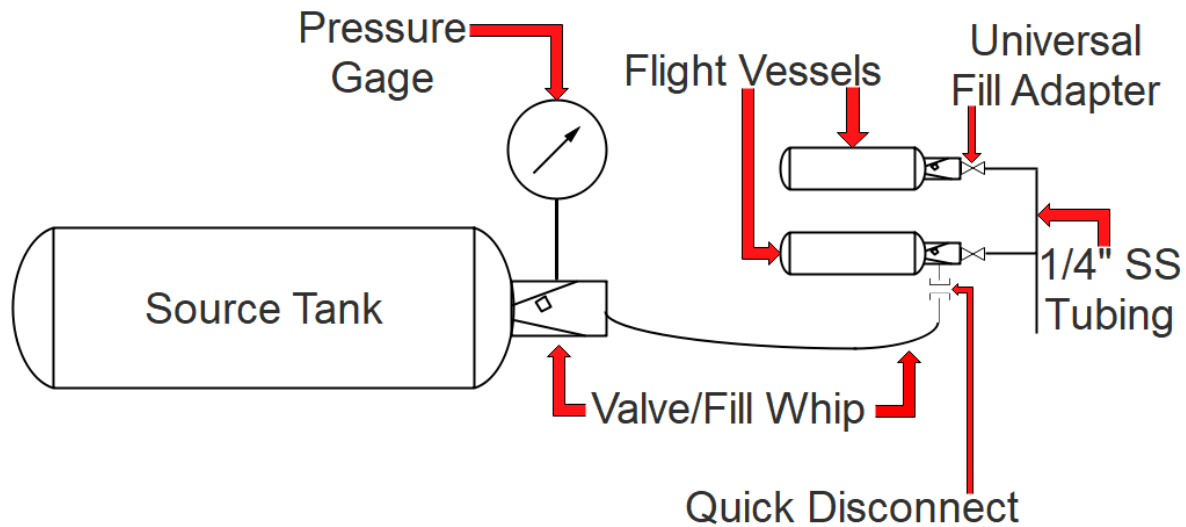 Pressure
Gage
Flight Vessels
Universal
Fill Adapter
Source Tank
1/4" SS
Tubing
Valve/Fill Whip
Quick Disconnect